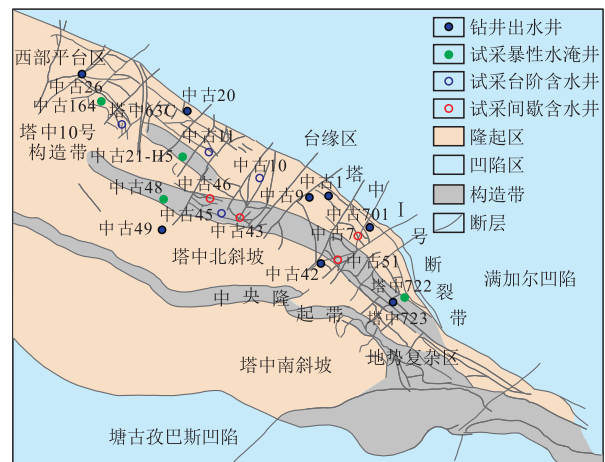 钻井出水井
试采暴性水淹井
试采台阶含水井
试采间歇含水井
隆起区
凹陷区
构造带
断层
西部平台区
中古26
中古164
塔中63C
中古20
塔中10号
构造带
中古21-H5
中古11
台缘区
中古10
中古48
中古46
中古9
中古1
塔中Ⅰ号断裂带
中古45
中古43
中古701
中古7
中古49
塔中北斜坡
中古42
中古51
塔中722
满加尔凹陷
中央隆起带
塔中723
塔中南斜坡
地势复杂区
塘古孜巴斯凹陷